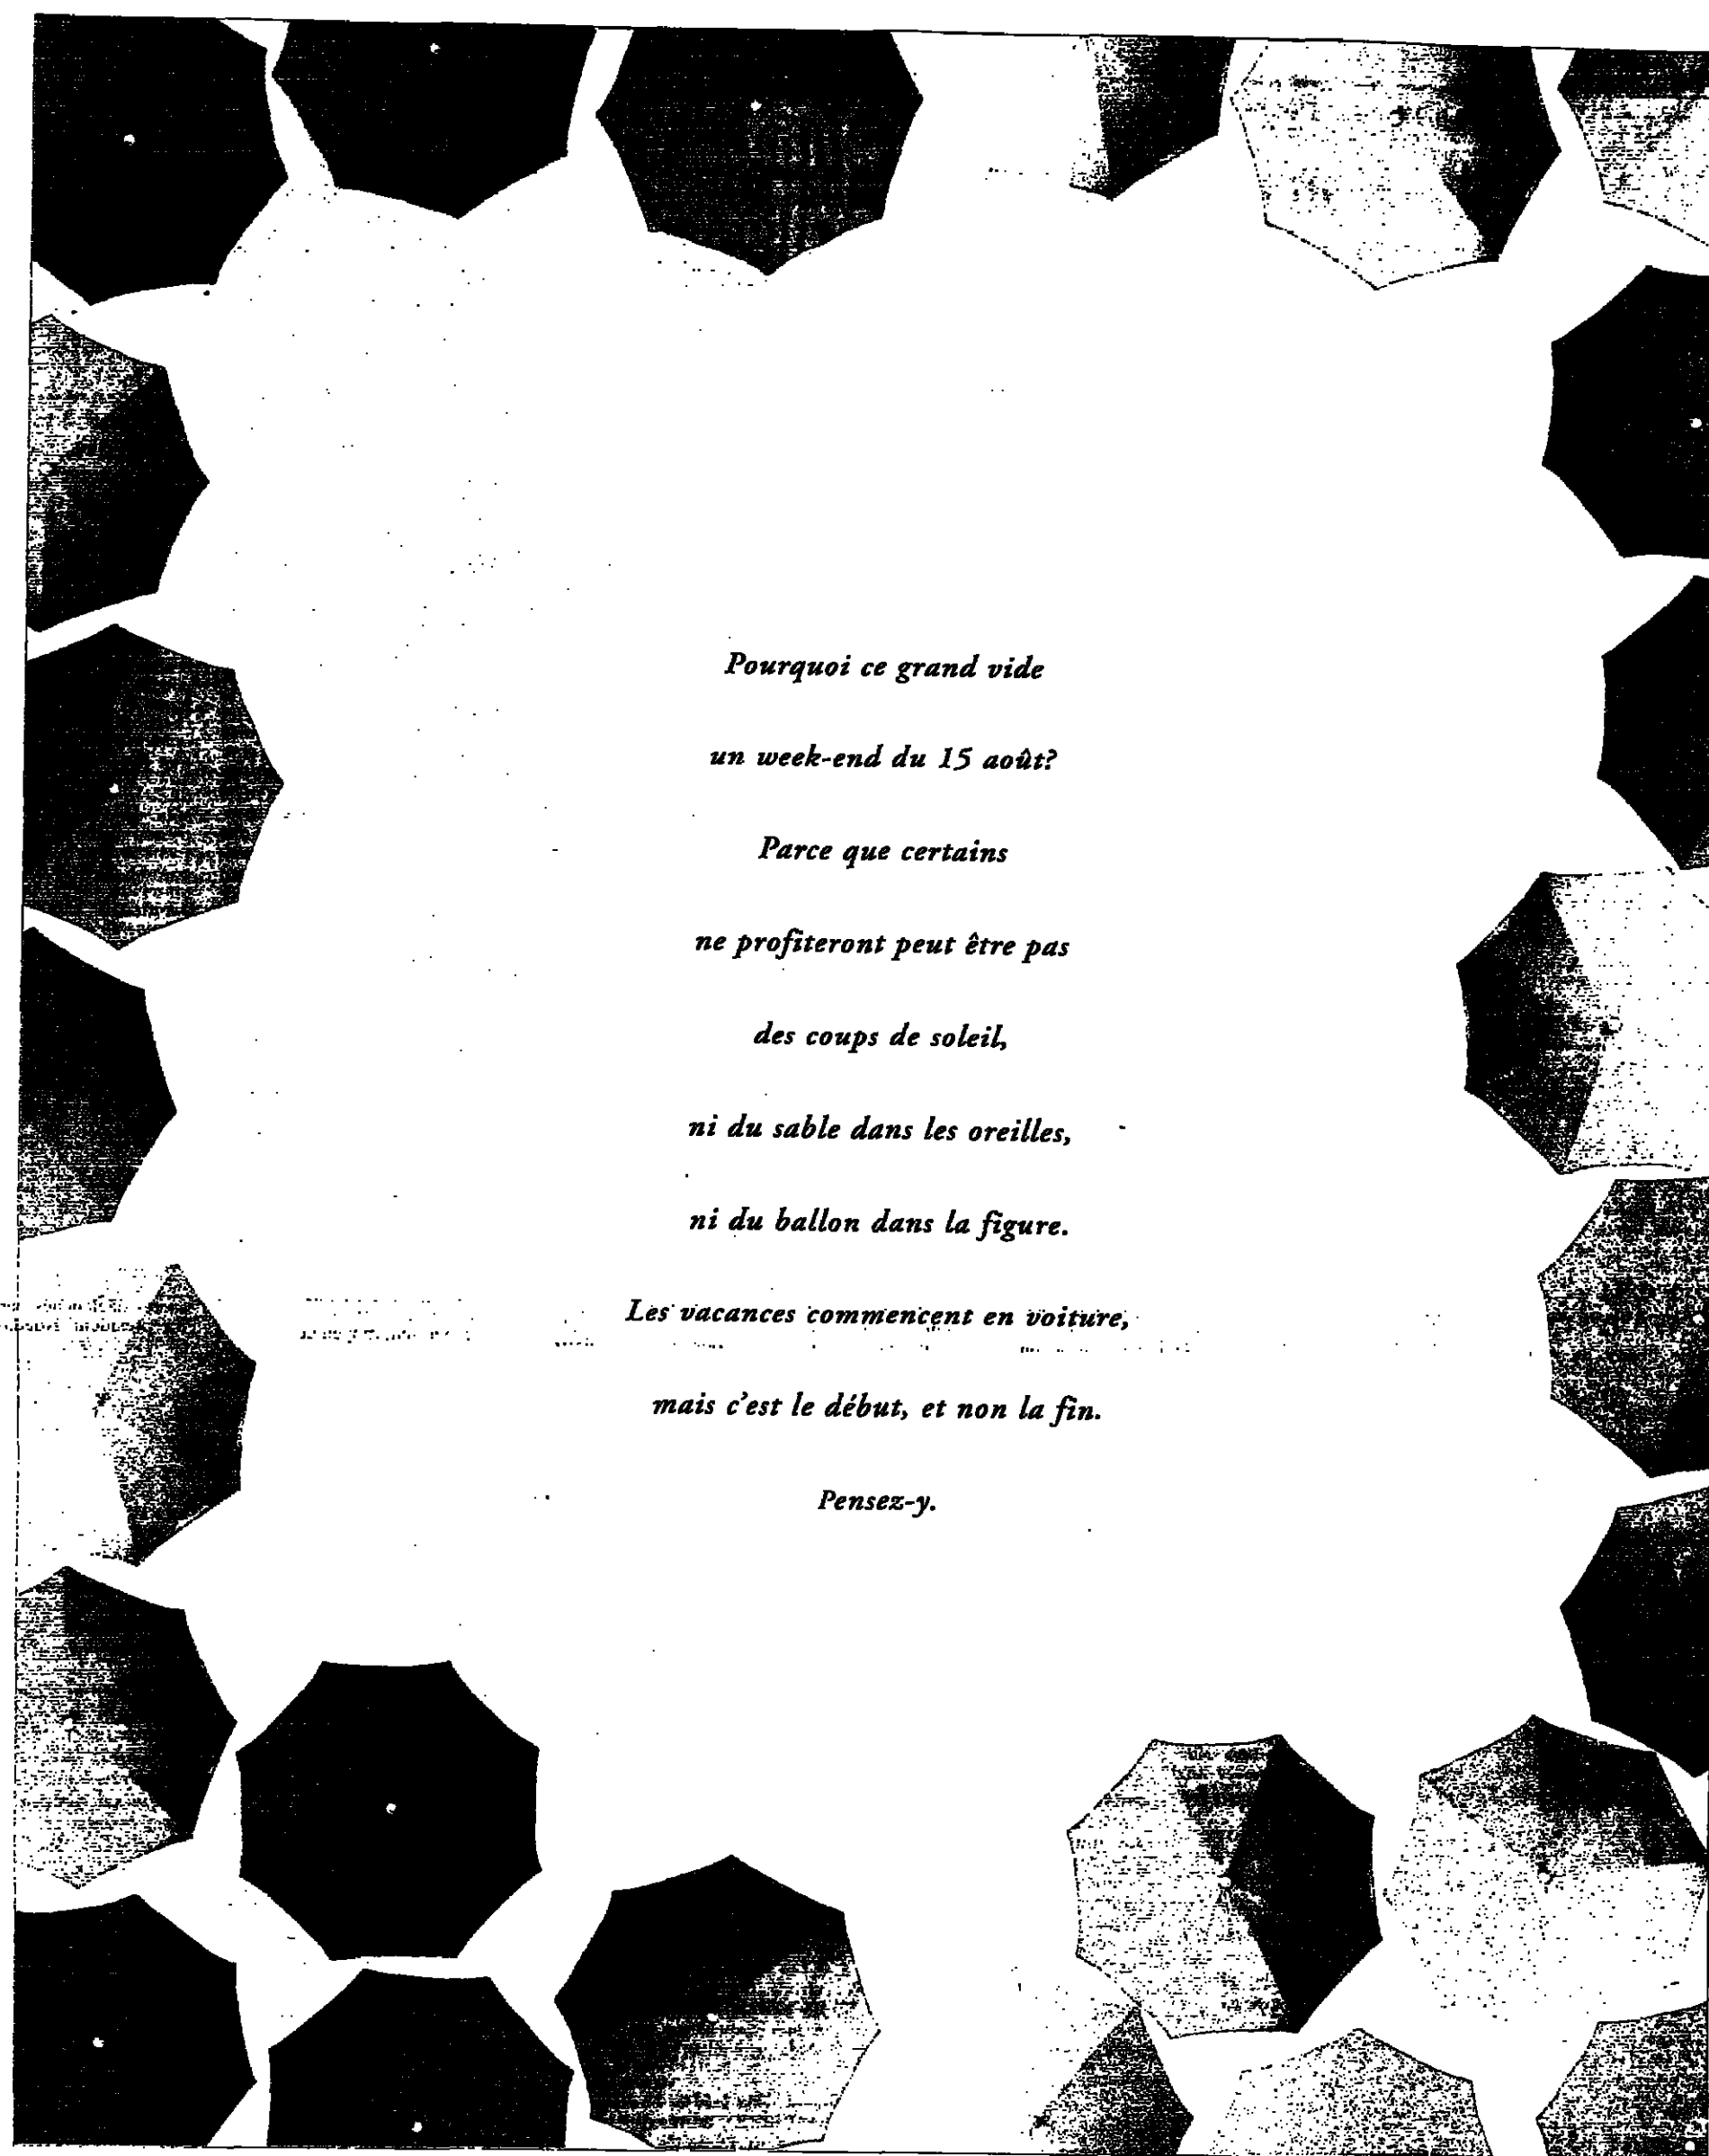 Pourquoi ce grand vide
un week-end du 15 août?
Parce que certains
ne profiteront peut être pas
des coups de soleil,
ni du sable dans les oreilles,
ni du ballon dans la figure.
Les vacances commencent en voiture,
mais c'est le début, et non la fin.
Pensez-y.